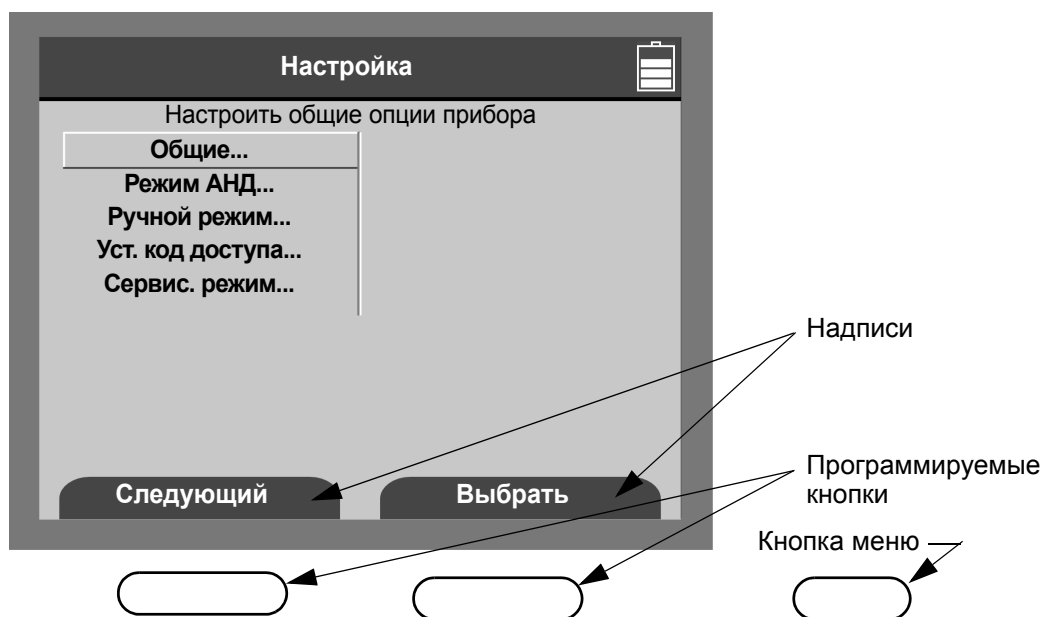 Настройка
Настроить общие опции прибора
Общие...
Режим АНД...
Ручной режим...
Уст. код доступа...
Сервис. режим...
Надписи
Следующий
Выбрать
Программируемые
кнопки
Кнопка меню